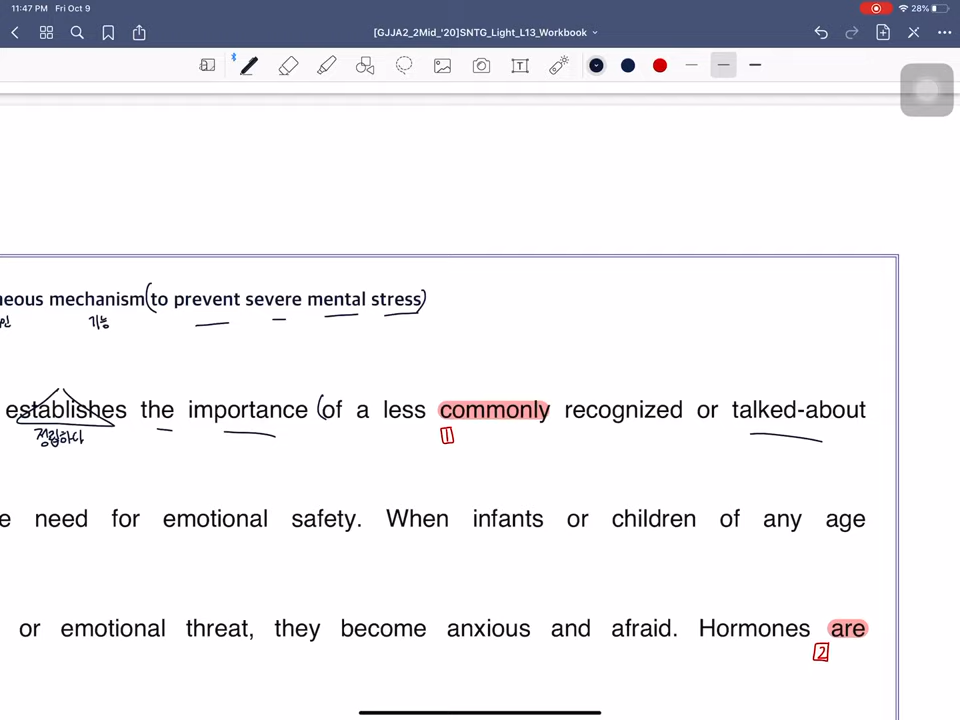 11:47 PM Fri Oct 9
28%
[GJJA2_2Mid_'20]SNTG_Light_L13_Workbook
neous mechanism(to prevent severe mental stress)
인 기능
establishes the importance (of a less commonly recognized or talked-about
정립하다 1
e need for emotional safety. When infants or children of any age
or emotional threat, they become anxious and afraid. Hormones are
2